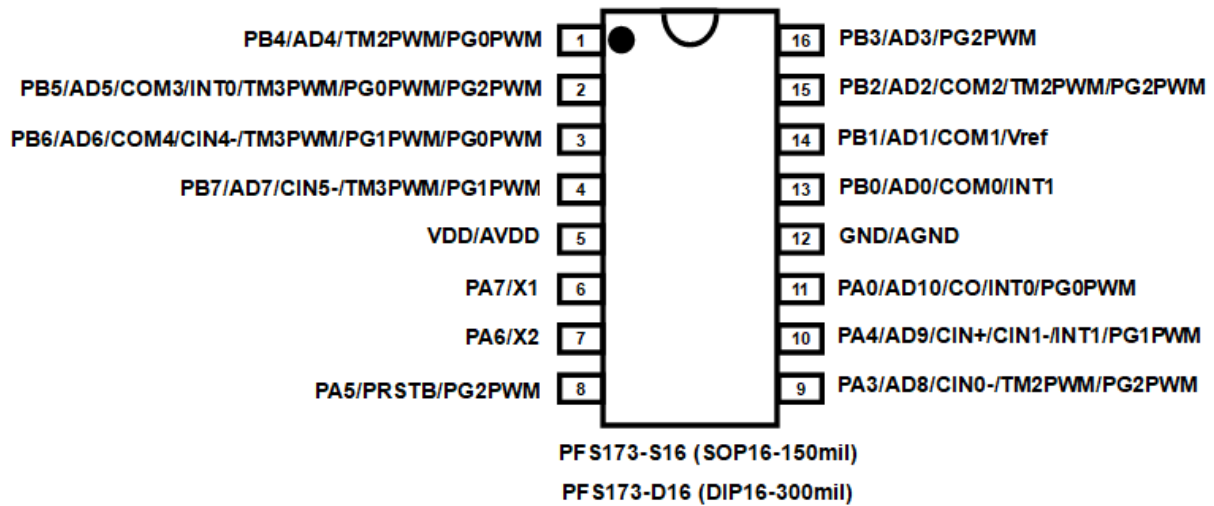 PB4/AD4/TM2PWM/PG0PWM 1 16 PB3/AD3/PG2PWM
PB5/AD5/COM3/INT0/TM3PWM/PG0PWM/PG2PWM 2 15 PB2/AD2/COM2/TM2PWM/PG2PWM
PB6/AD6/COM4/CIN4-/TM3PWM/PG1PWM/PG0PWM 3 14 PB1/AD1/COM1/Vref
PB7/AD7/CIN5-/TM3PWM/PG1PWM 4 13 PB0/AD0/COM0/INT1
VDD/AVDD 5 12 GND/AGND
PA7/X1 6 11 PA0/AD10/CO/INT0/PG0PWM
PA6/X2 7 10 PA4/AD9/CIN+/CIN1-/INT1/PG1PWM
PA5/PRSTB/PG2PWM 8 9 PA3/AD8/CIN0-/TM2PWM/PG2PWM
PFS173-S16 (SOP16-150mil)
PFS173-D16 (DIP16-300mil)